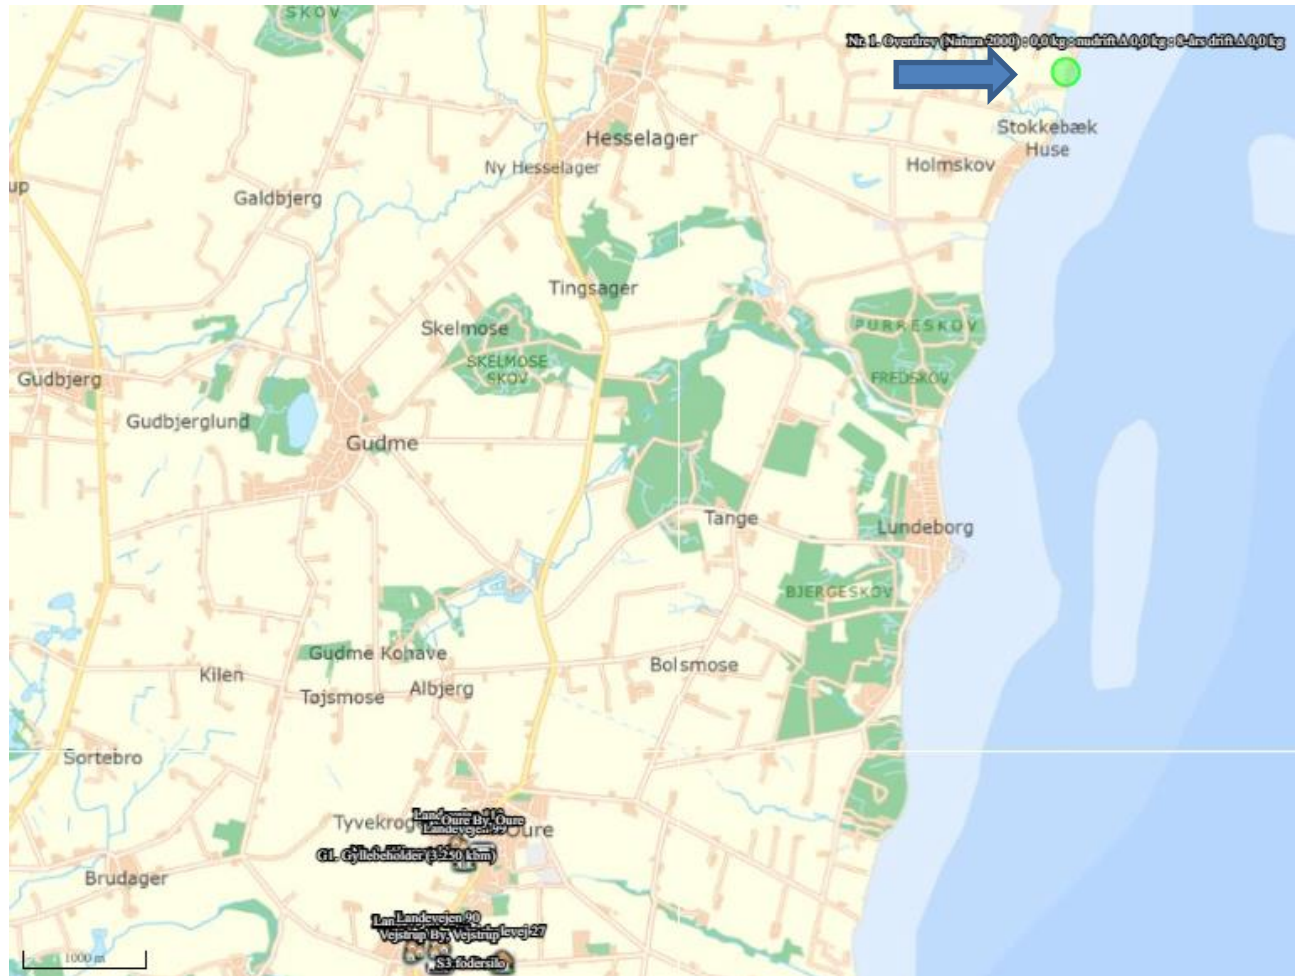 SKOV
Nr. 1. Overdrev (Natura 2000) : 0,0 kg : nudrift Δ 0,0 kg : 8-års drift Δ 0,0 kg
Hesselager
Stokkebæk
Huse
Ny Hesselager
Holmskov
up
Galdbjerg
Tingsager
Skelmose
PURRESKOV
SKELMOSE
SKOV
Gudbjerg
FREDSKOV
Gudbjerglund
Gudme
Tange
Lundeborg
BJERGESKOV
Gudme Kohave
Bolsmose
Kilen
Albjerg
Tøjsmose
Sortebro
Oure By, Oure
Landevejen 99
Tyvekrog
Oure
G1. Gyllebeholder (3.250 kbm)
Brudager
Landevejen 90
Vejstrup By, Vejstrup
S3 fodersilo
1000 m